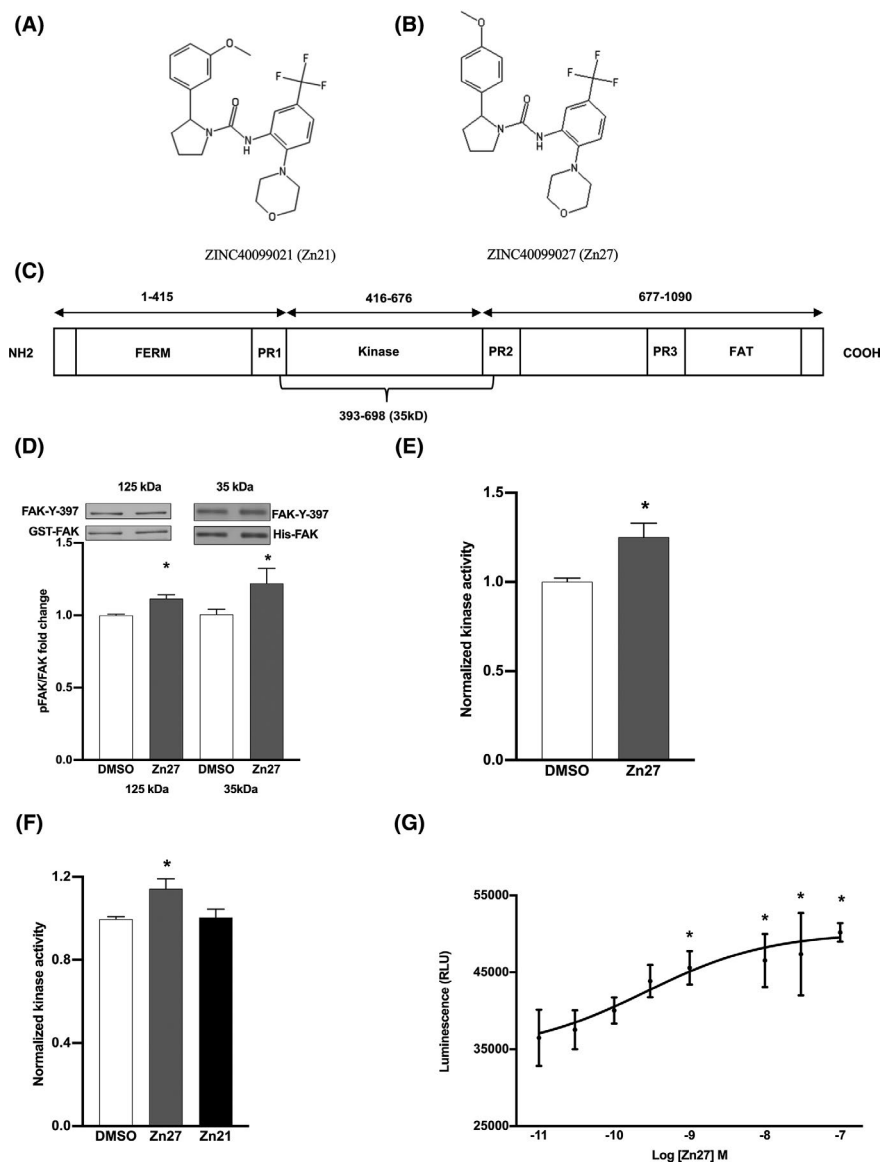 (A)
O
F
F
F
O
N
N
H
N
O
ZINC40099021 (Zn21)
(B)
O
F
F
F
O
N
N
H
N
O
ZINC40099027 (Zn27)
(C)
1-415 416-676 677-1090
NH2 FERM PR1 Kinase PR2 PR3 FAT COOH
393-698 (35kD)
(D)
125 kDa 35 kDa
FAK-Y-397 FAK-Y-397
GST-FAK His-FAK
pFAK/FAK fold change
1.5
1.0
0.5
0.0
* *
DMSO Zn27 DMSO Zn27
125 kDa 35kDa
(E)
Normalized kinase activity
1.5
1.0
0.5
0.0
*
DMSO Zn27
(F)
Normalized kinase activity
1.2
0.8
0.4
0.0
*
DMSO Zn27 Zn21
(G)
Luminescence (RLU)
55000
45000
35000
25000
* * * *
-11 -10 -9 -8 -7
Log [Zn27] M